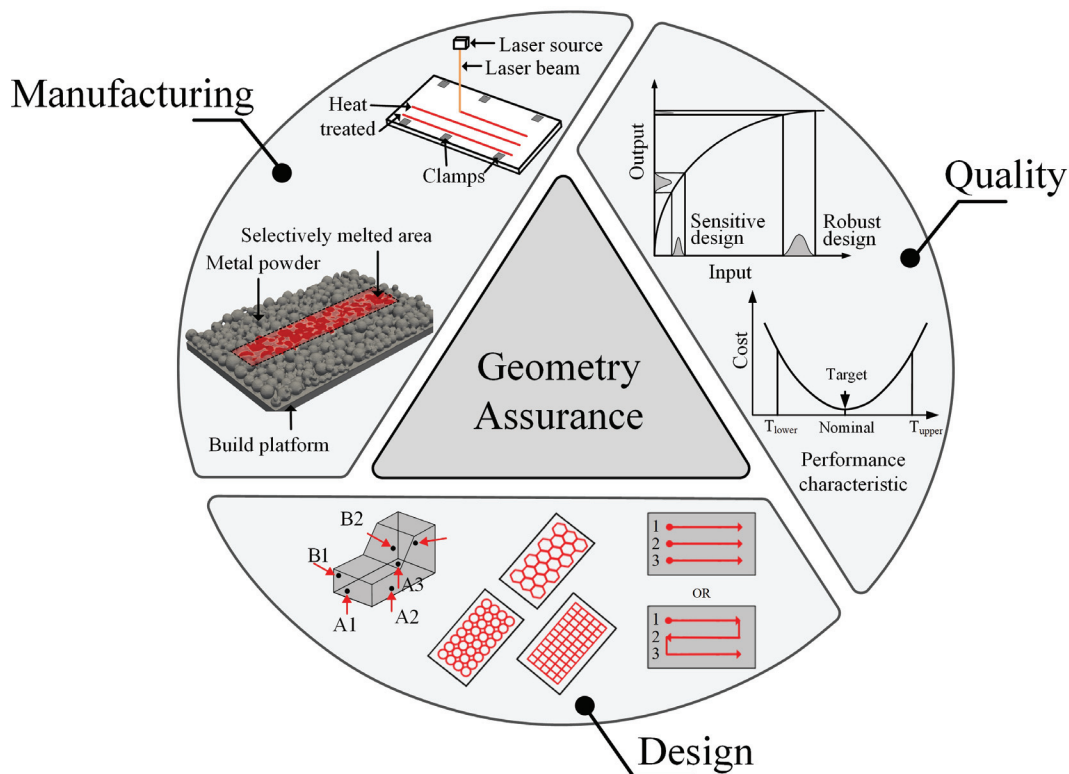 Manufacturing
Laser source
Laser beam
Heat
treated
Clamps
Selectively melted area
Metal powder
Build platform
Quality
Output
Sensitive
design
Robust
design
Input
Cost
Target
T lower
Nominal
T upper
Performance
characteristic
Geometry
Assurance
B2
B1
A3
A1
A2
1
2
3
OR
1
2
3
Design